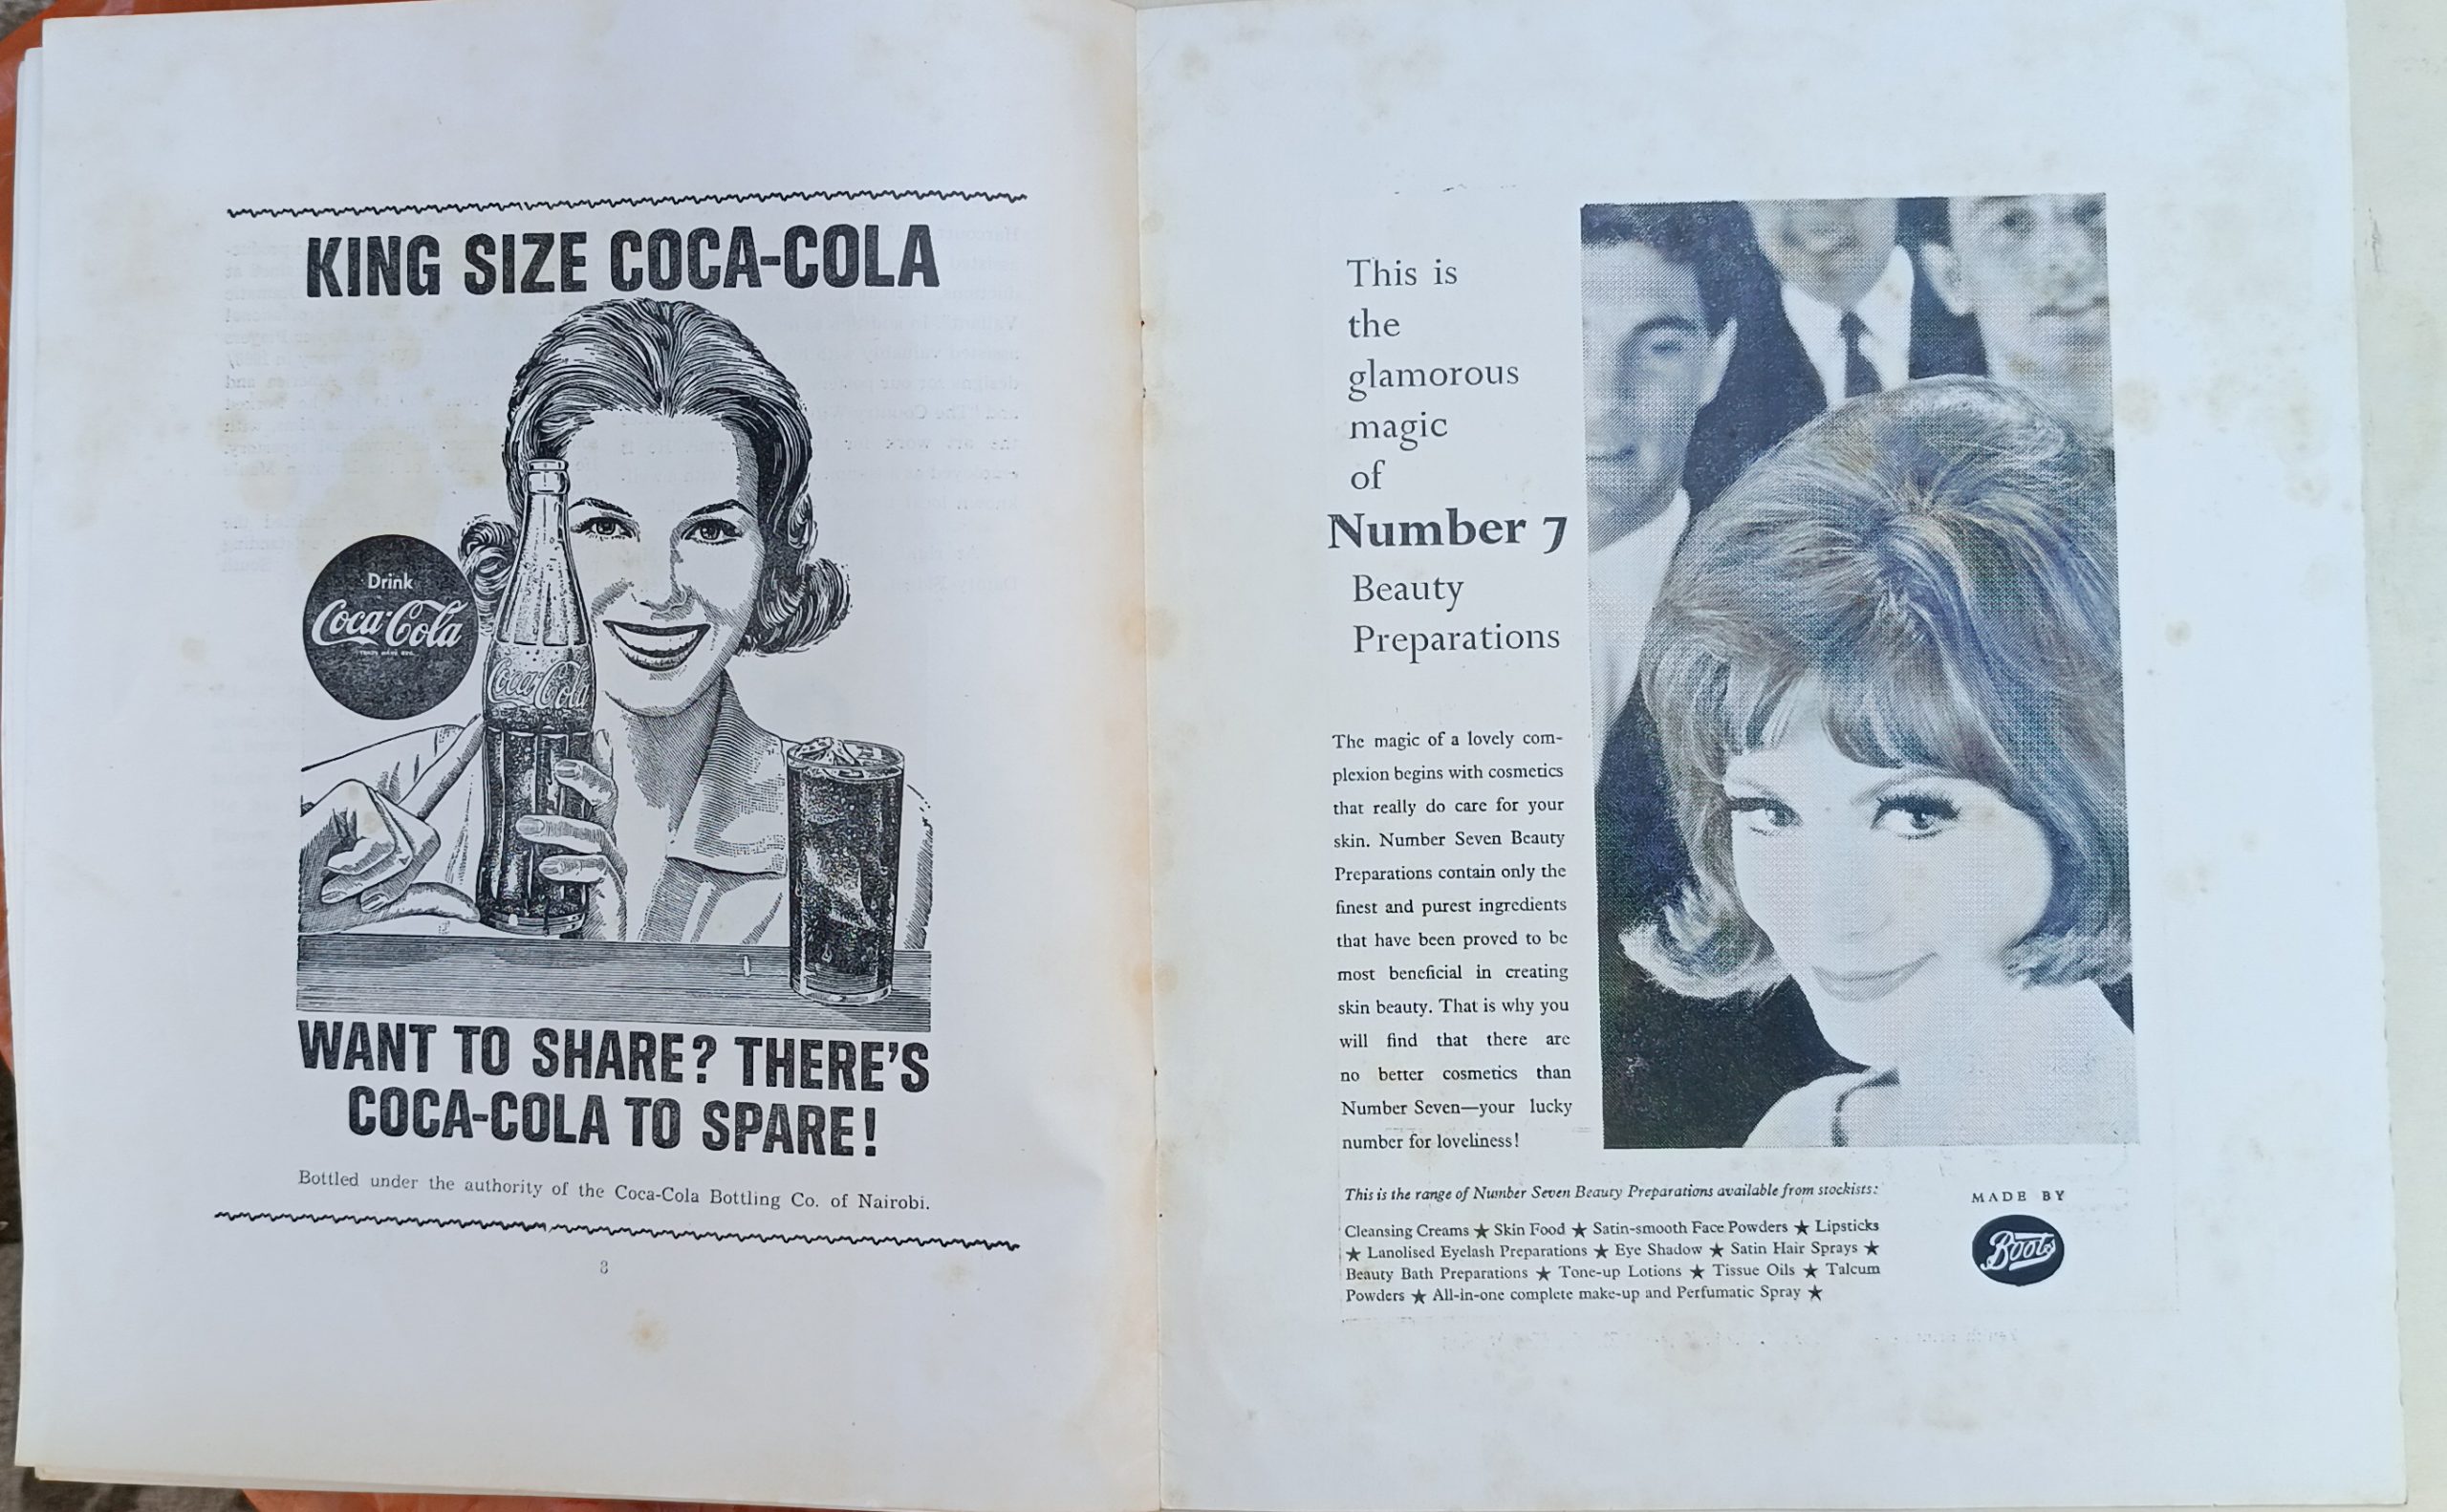 KING SIZE COCA-COLA
Drink
Coca-Cola
Coca-Cola
WANT TO SHARE? THERE'S
COCA-COLA TO SPARE!
Bottled under the authority of the Coca-Cola Bottling Co. of Nairobi.
8
This is
the
glamorous
magic
of
Number 7
Beauty
Preparations
The magic of a lovely com-
plexion begins with cosmetics
that really do care for your
skin. Number Seven Beauty
Preparations contain only the
finest and purest ingredients
that have been proved to be
most beneficial in creating
skin beauty. That is why you
will find that there are
no better cosmetics than
Number Seven—your lucky
number for loveliness!
This is the range of Number Seven Beauty Preparations available from stockists:
Cleansing Creams ★ Skin Food ★ Satin-smooth Face Powders ★ Lipsticks
★ Lanolised Eyelash Preparations ★ Eye Shadow ★ Satin Hair Sprays ★
Beauty Bath Preparations ★ Tone-up Lotions ★ Tissue Oils ★ Talcum
Powders ★ All-in-one complete make-up and Perfumatic Spray ★
MADE BY
Boots